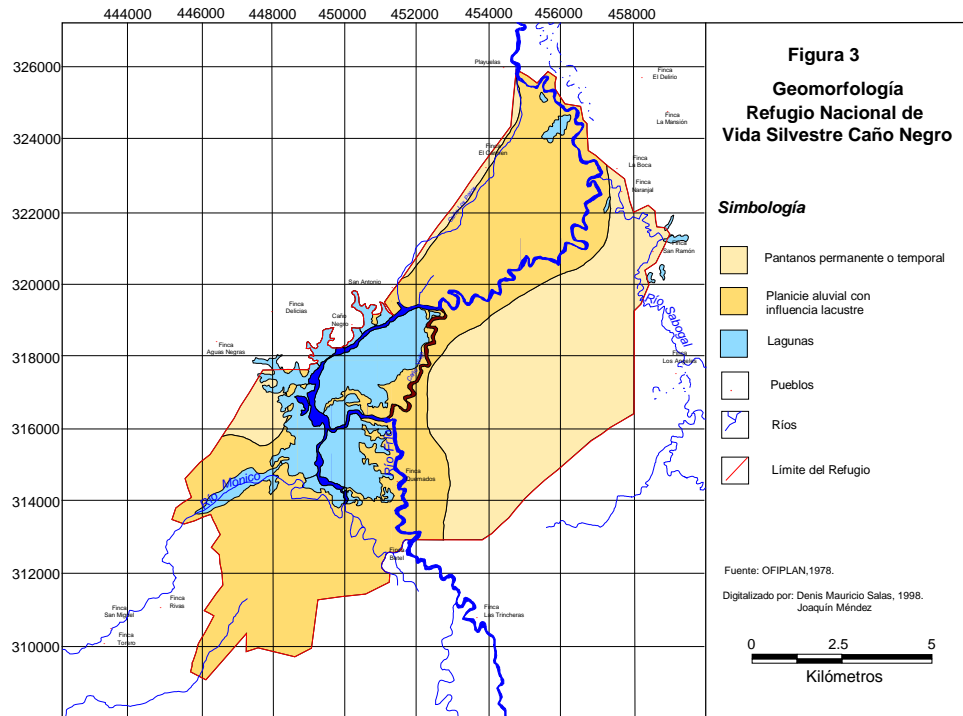 444000 446000 448000 450000 452000 454000 456000 458000
326000
324000
322000
320000
318000
316000
314000
312000
310000
Playuelas
Finca
El Delirio
Finca
La Mansión
Finca
Finca
La Boca
Finca
Naranjal
Finca
San Ramón
San Antonio
Finca
Delicias
Caño
Negro
Finca
Aguas Negras
Río Sabogal
Finca
Los Angeles
Río Frío
Finca
Quemados
Río Mónico
Finca
Betel
Finca
Las Trincheras
Finca
San Miguel
Finca
Rivas
Finca
Figura 3
Geomorfología
Refugio Nacional de
Vida Silvestre Caño Negro
Simbología
Pantanos permanente o temporal
Planicie aluvial con
influencia lacustre
Lagunas
Pueblos
Ríos
Límite del Refugio
Fuente: OFIPLAN,1978.
Digitalizado por: Denis Mauricio Salas, 1998.
Joaquín Méndez
0 2.5 5
Kilómetros